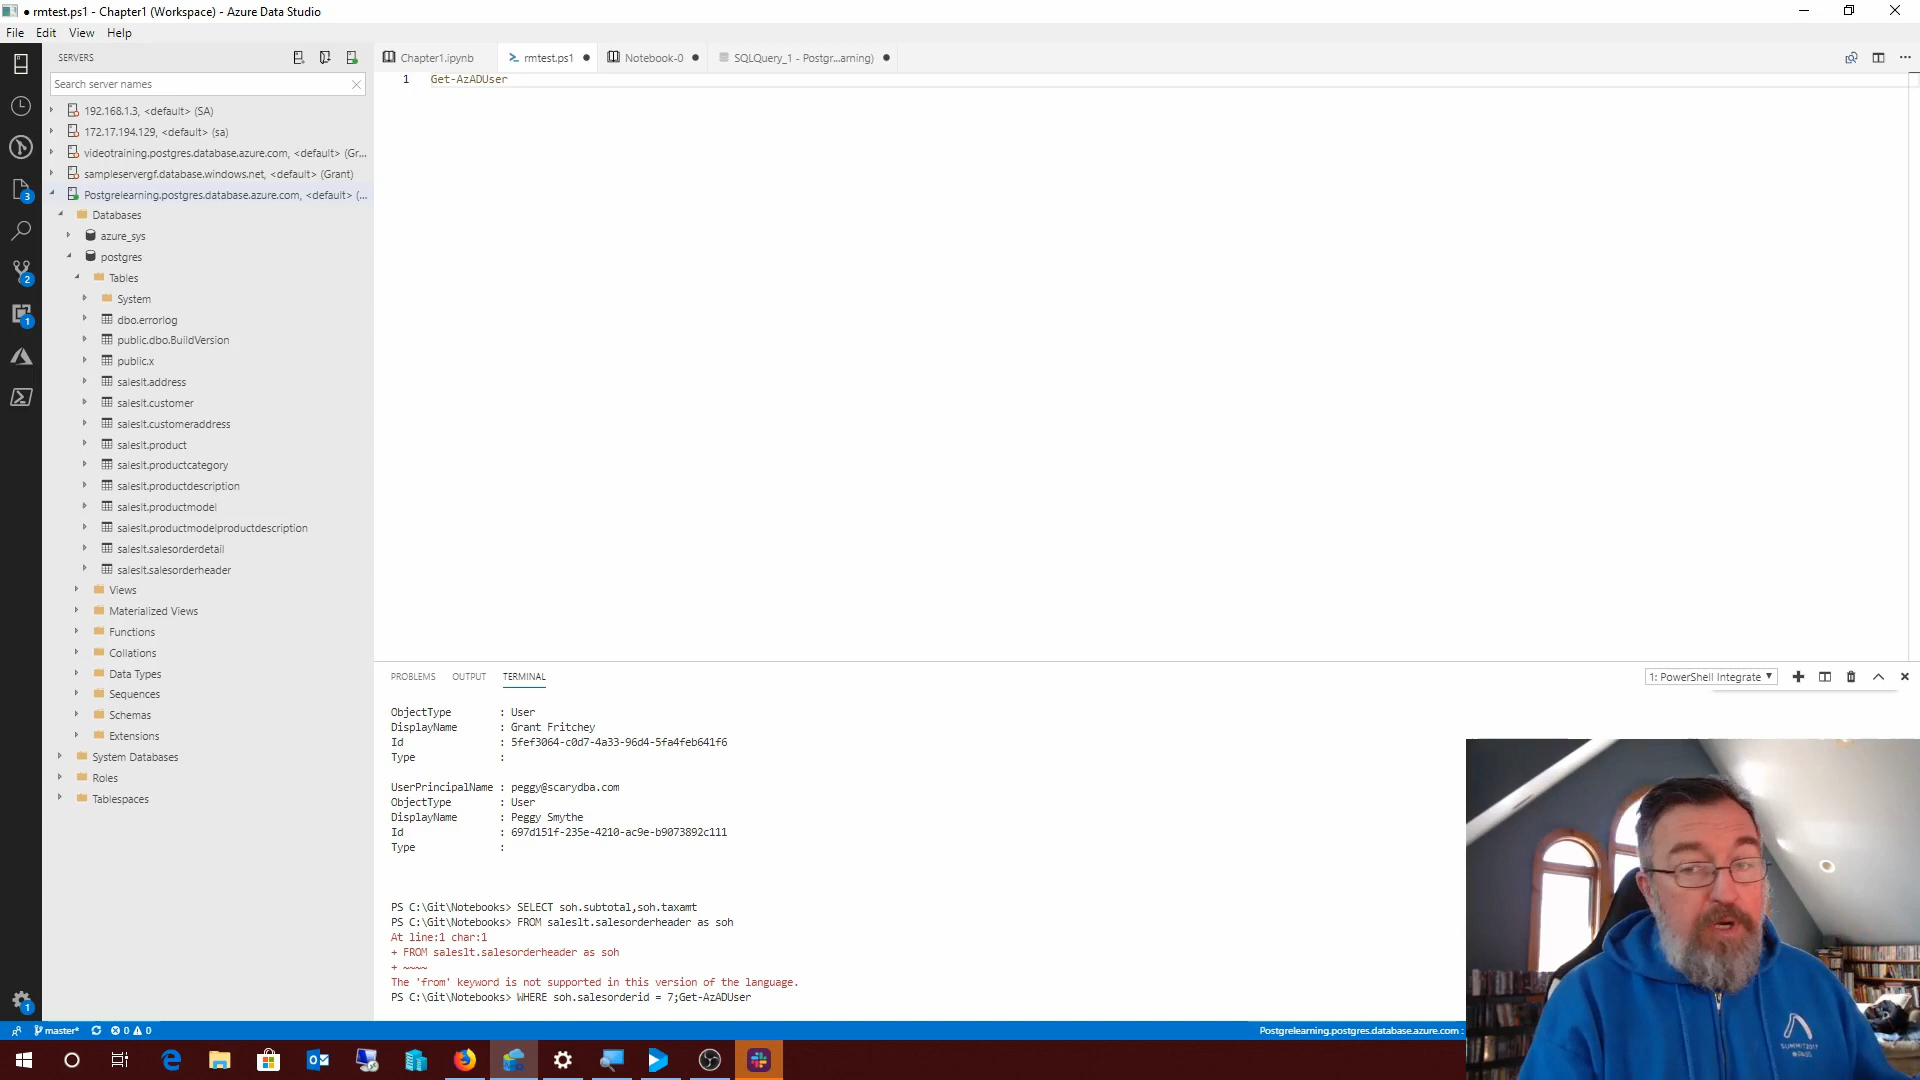 rmtest.ps1 - Chapter1 (Workspace) - Azure Data Studio
File Edit View Help
SERVERS
Search server names
192.168.1.3, <default> (SA)
172.17.194.129, <default> (sa)
videotraining.postgres.database.azure.com, <default> (Gr...
sampleservergf.database.windows.net, <default> (Grant)
Postgrelearning.postgres.database.azure.com, <default> (...
Databases
azure_sys
postgres
Tables
System
dbo.errorlog
public.dbo.BuildVersion
public.x
saleslt.address
saleslt.customer
saleslt.customeraddress
saleslt.product
saleslt.productcategory
saleslt.productdescription
saleslt.productmodel
saleslt.productmodelproductdescription
saleslt.salesorderdetail
saleslt.salesorderheader
Views
Materialized Views
Functions
Collations
Data Types
Sequences
Schemas
Extensions
System Databases
Roles
Tablespaces
3
2
1
1
Chapter1.ipynb rmtest.ps1 Notebook-0 SQLQuery_1 - Postgr...arning)
1 Get-AzADUser
PROBLEMS OUTPUT TERMINAL 1: PowerShell Integrate
ObjectType : User
DisplayName : Grant Fritchey
Id : 5fef3064-c0d7-4a33-96d4-5fa4feb641f6
Type :
UserPrincipalName : peggy@scarydba.com
ObjectType : User
DisplayName : Peggy Smythe
Id : 697d151f-235e-4210-ac9e-b9073892c111
Type :
PS C:\Git\Notebooks> SELECT soh.subtotal,soh.taxamt
PS C:\Git\Notebooks> FROM saleslt.salesorderheader as soh
At line:1 char:1
+ FROM saleslt.salesorderheader as soh
+ ~~~~
The 'from' keyword is not supported in this version of the language.
PS C:\Git\Notebooks> WHERE soh.salesorderid = 7;Get-AzADUser
master* 0 0 Postgrelearning.postgres.database.azure.com :
SUMMIT2017
PASS